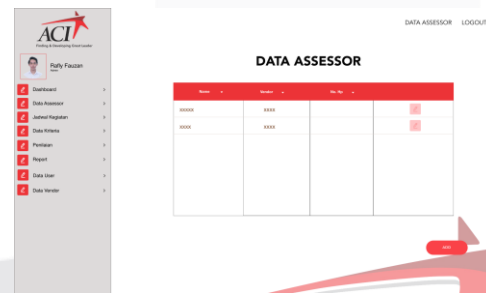 ACI
Finding & Developing Great Leader
Rafly Fauzan
Dashboard
Data Assessor
Jadwal Kegiatan
Data Kriteria
Penilaian
Report
Data User
Data Vendor
DATA ASSESSOR LOGOUT
DATA ASSESSOR
Name Vendor No. Hp
xxxxx xxxx
xxxx xxxx
ADD